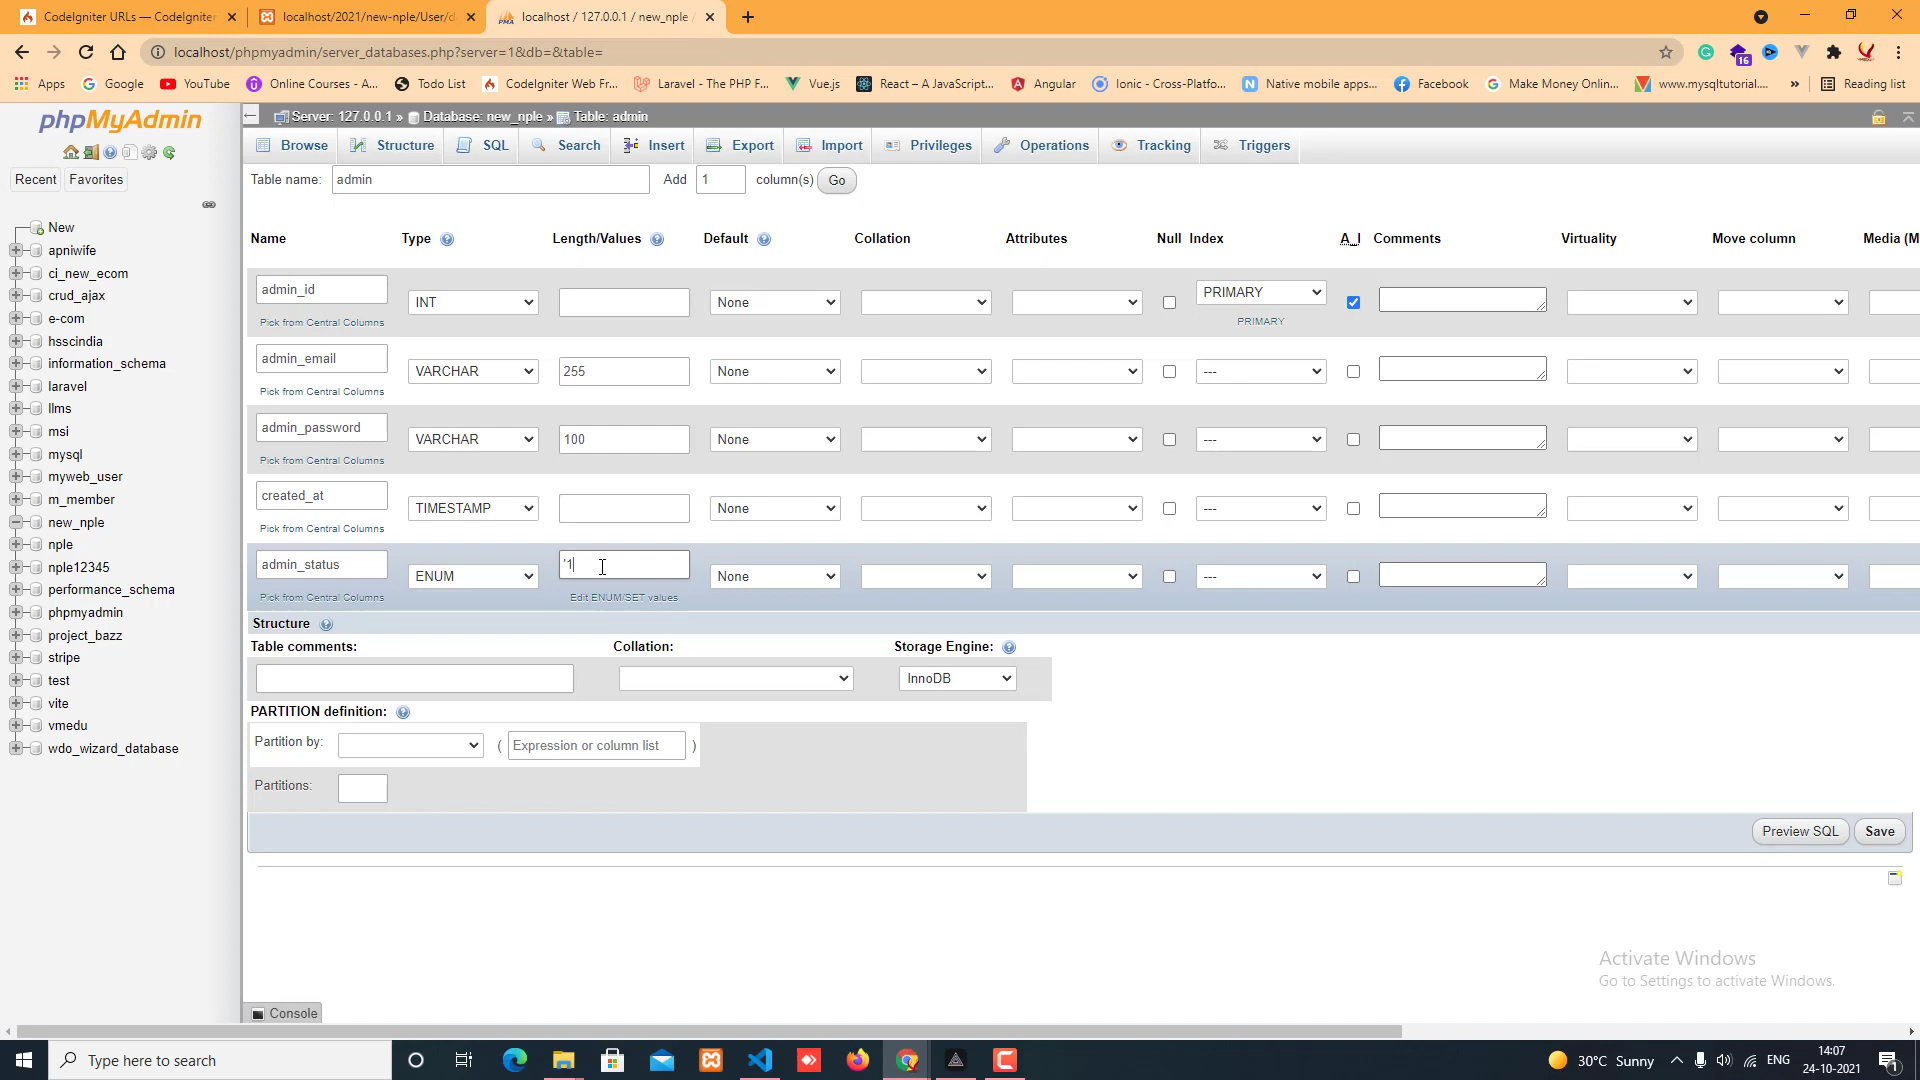 CodeIgniter URLs — CodeIgniter
localhost/2021/new-nple/User/d
localhost / 127.0.0.1 / new_nple
localhost/phpmyadmin/server_databases.php?server=1&db=&table=
16
Apps
Google
YouTube
Online Courses - A...
Todo List
CodeIgniter Web Fr...
Laravel - The PHP F...
Vue.js
React – A JavaScript...
Angular
Ionic - Cross-Platfo...
Native mobile apps...
Facebook
Make Money Onlin...
www.mysqltutorial....
»
Reading list
phpMyAdmin
Server: 127.0.0.1 » Database: new_nple » Table: admin
Browse Structure SQL Search Insert Export Import Privileges Operations Tracking Triggers
Recent Favorites
Table name: admin Add 1 column(s) Go
New
apniwife
ci_new_ecom
crud_ajax
e-com
hsscindia
information_schema
laravel
llms
msi
mysql
myweb_user
m_member
new_nple
nple
nple12345
performance_schema
phpmyadmin
project_bazz
stripe
test
vite
vmedu
wdo_wizard_database
Name Type Length/Values Default Collation Attributes Null Index A_I Comments Virtuality Move column Media (M
admin_id INT None PRIMARY
Pick from Central Columns PRIMARY
admin_email VARCHAR 255 None ---
Pick from Central Columns
admin_password VARCHAR 100 None ---
Pick from Central Columns
created_at TIMESTAMP None ---
Pick from Central Columns
admin_status ENUM '1 None ---
Pick from Central Columns Edit ENUM/SET values
Structure
Table comments: Collation: Storage Engine:
InnoDB
PARTITION definition:
Partition by: ( Expression or column list )
Partitions:
Preview SQL Save
Activate Windows
Go to Settings to activate Windows.
Console
Type here to search
30°C Sunny
ENG
14:07
24-10-2021
1